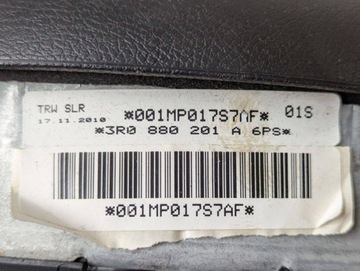 TRW SLR *001MP017S7AF* 01S
17.11.2010
*3R0 880 201 A 6PS*
*001MP017S7AF*